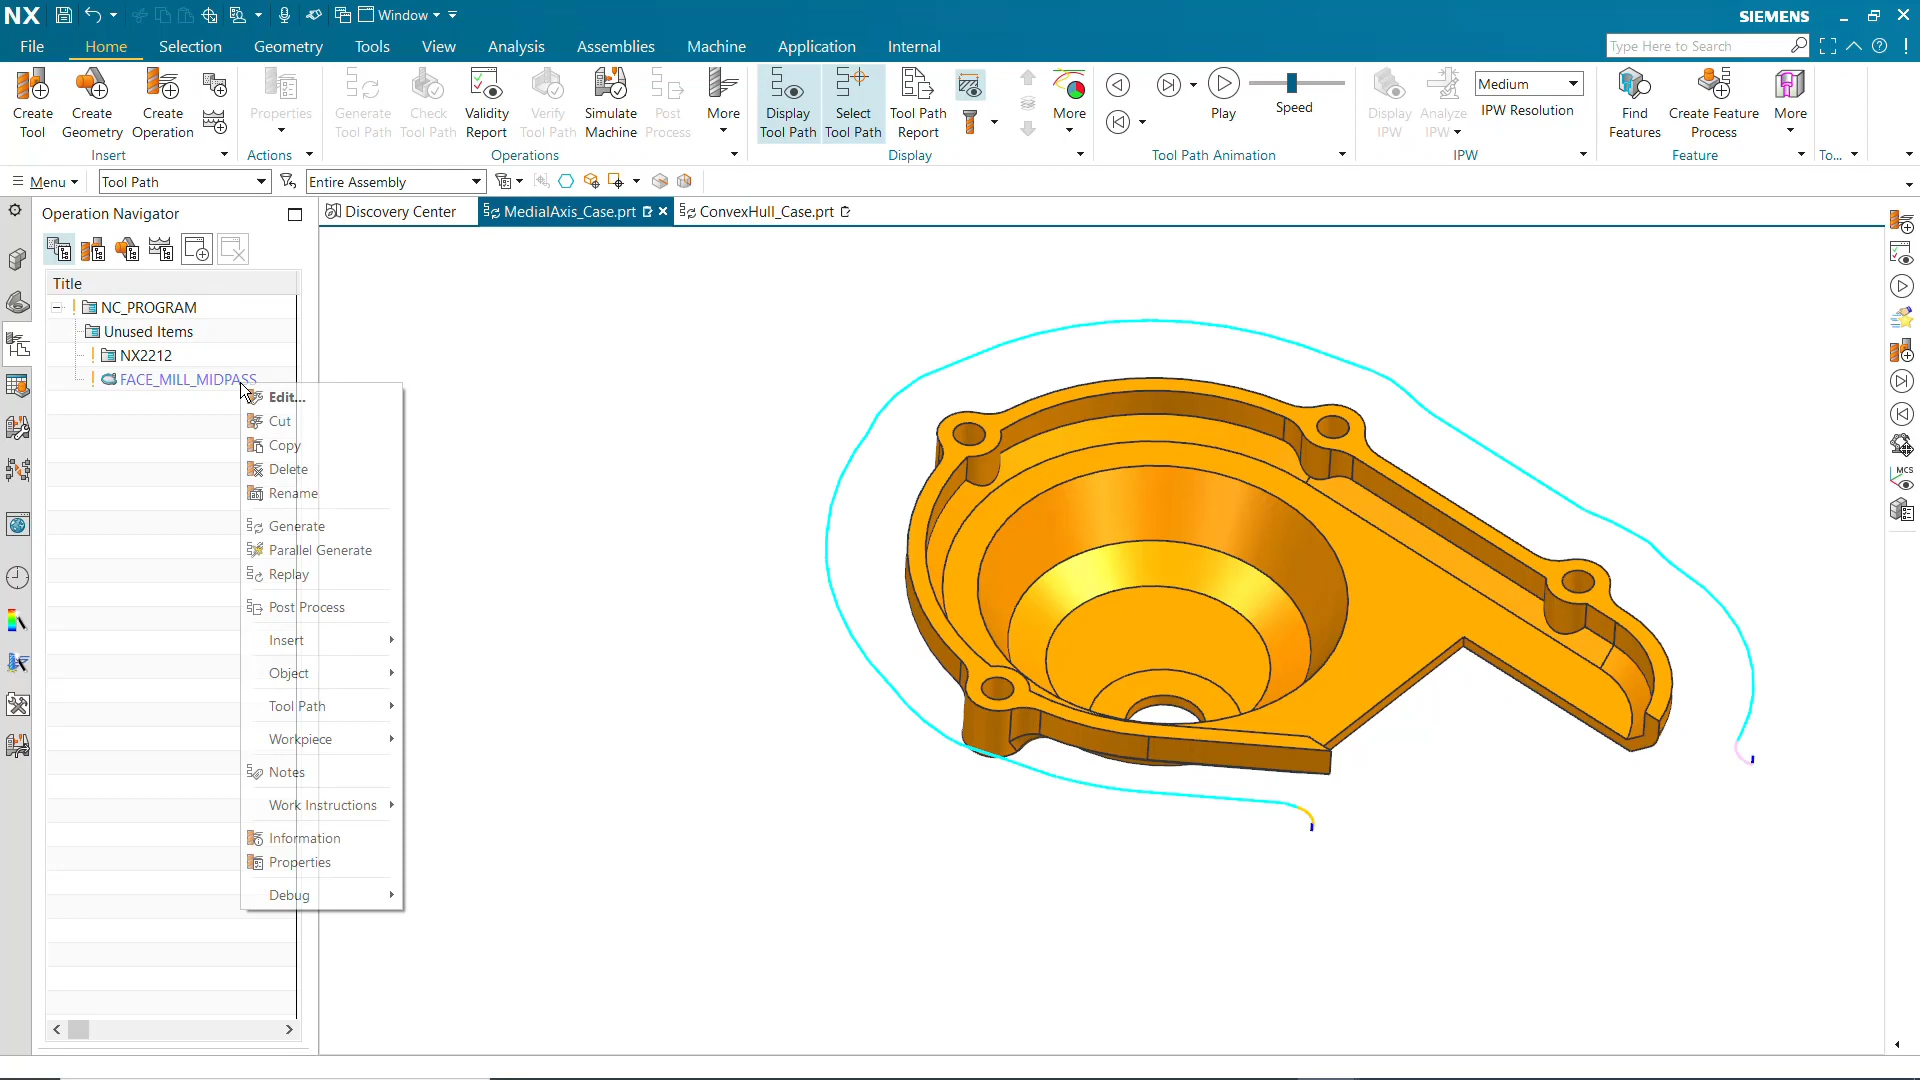 NX
Window
SIEMENS
File Home Selection Geometry Tools View Analysis Assemblies Machine Application Internal
Type Here to Search
Create Tool
Create Geometry
Create Operation
Insert
Properties
Actions
Generate Tool Path
Check Tool Path
Validity Report
Verify Tool Path
Simulate Machine
Post Process
More
Operations
Display Tool Path
Select Tool Path
Tool Path Report
More
Display
Play
Speed
Tool Path Animation
Display IPW
Analyze IPW
Medium
IPW Resolution
IPW
Find Features
Create Feature Process
More
Feature
To...
Menu
Tool Path
Entire Assembly
Operation Navigator
Discovery Center
MedialAxis_Case.prt
ConvexHull_Case.prt
Title
NC_PROGRAM
Unused Items
NX2212
FACE_MILL_MIDPASS
Edit...
Cut
Copy
Delete
Rename
Generate
Parallel Generate
Replay
Post Process
Insert
Object
Tool Path
Workpiece
Notes
Work Instructions
Information
Properties
Debug
MCS